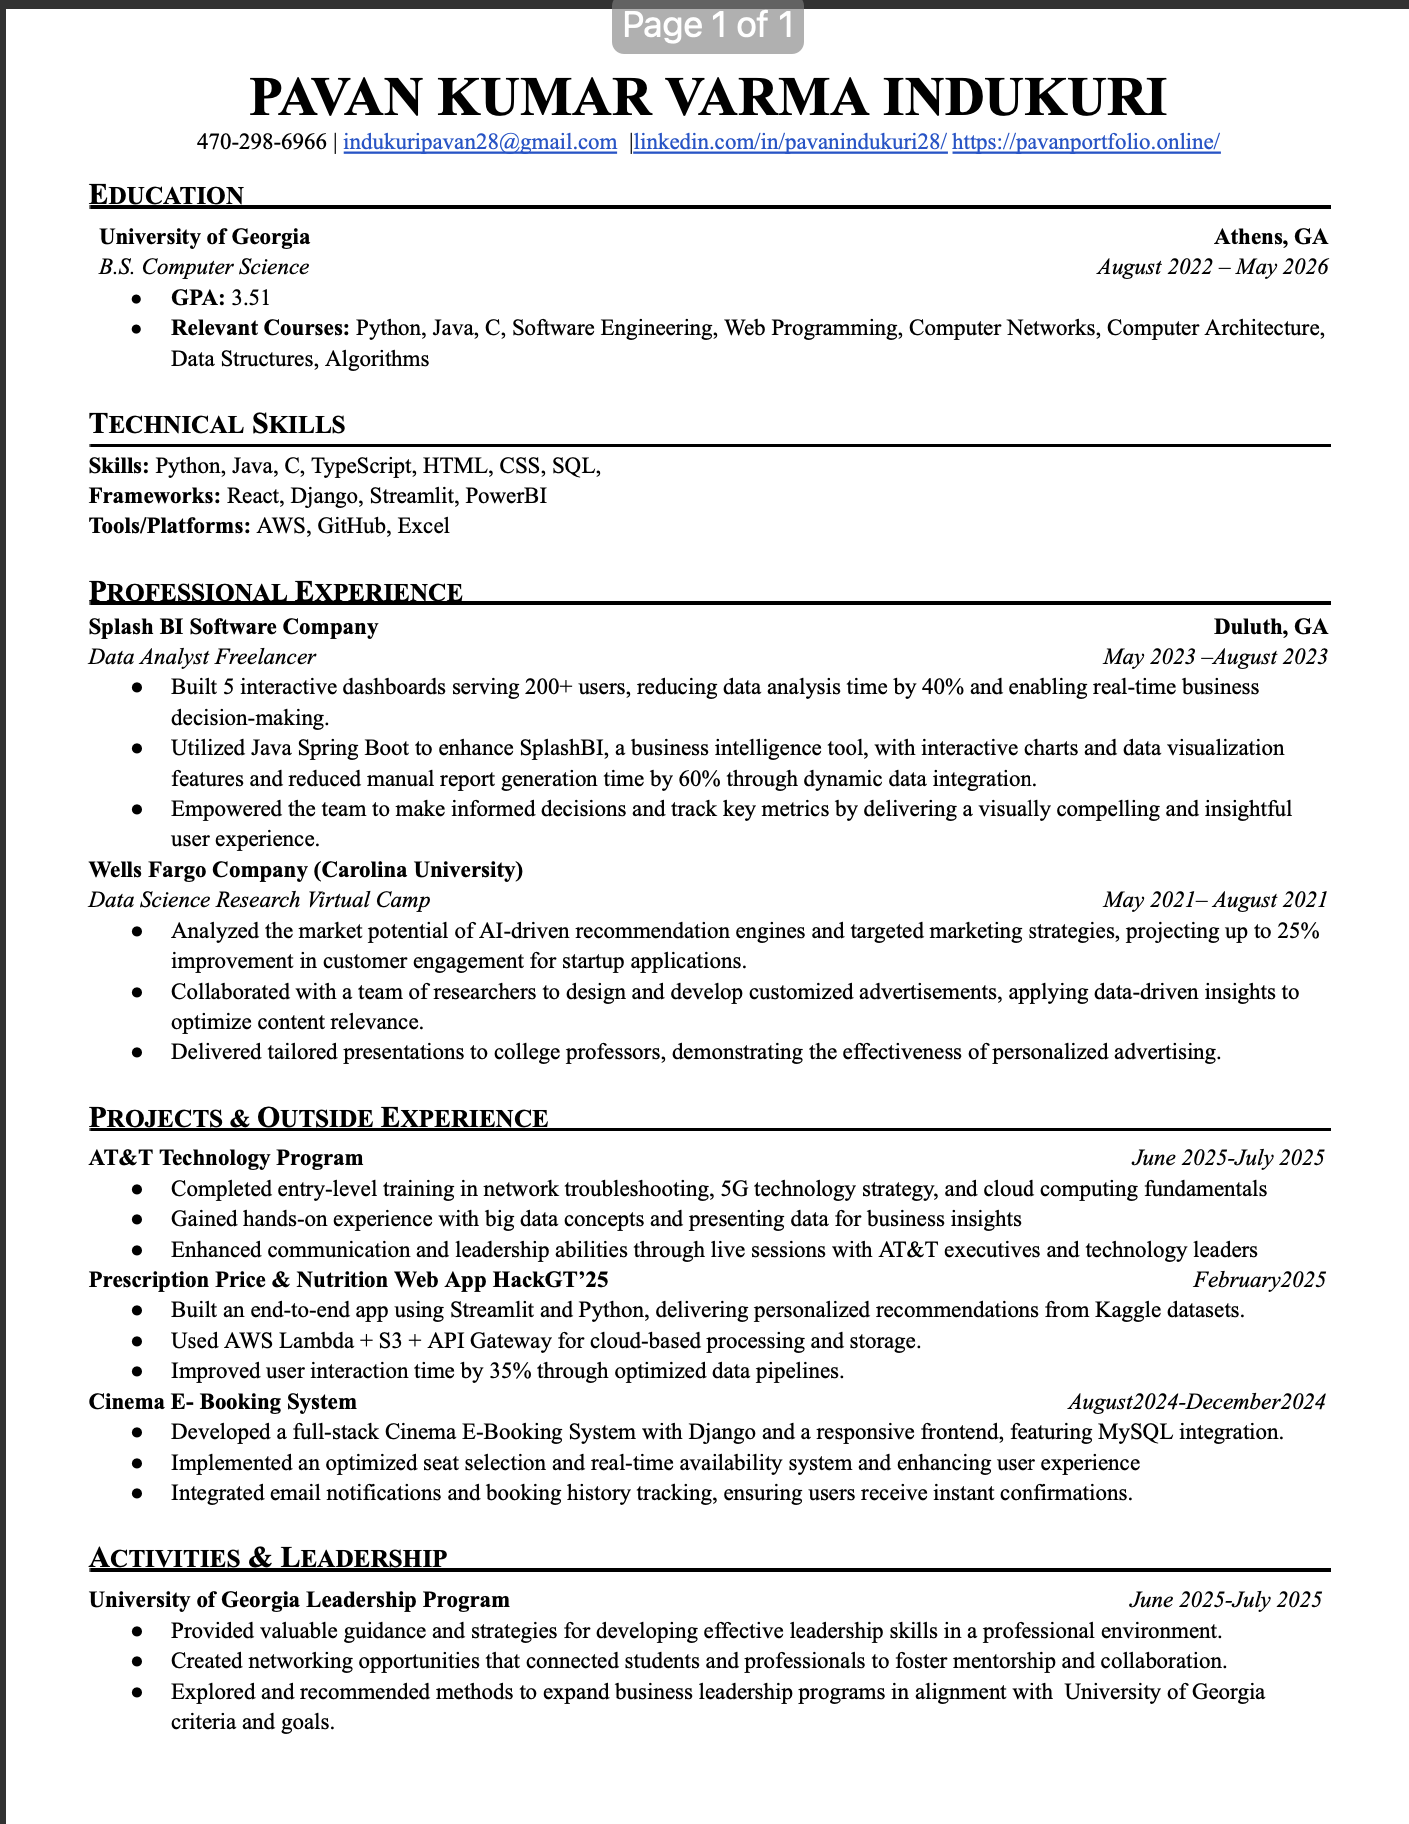 Page 1 of 1
PAVAN KUMAR VARMA INDUKURI
470-298-6966 | indukuripavan28@gmail.com |linkedin.com/in/pavanindukuri28/ https://pavanportfolio.online/
EDUCATION
University of Georgia Athens, GA
B.S. Computer Science August 2022 – May 2026
● GPA: 3.51
● Relevant Courses: Python, Java, C, Software Engineering, Web Programming, Computer Networks, Computer Architecture,
Data Structures, Algorithms
TECHNICAL SKILLS
Skills: Python, Java, C, TypeScript, HTML, CSS, SQL,
Frameworks: React, Django, Streamlit, PowerBI
Tools/Platforms: AWS, GitHub, Excel
PROFESSIONAL EXPERIENCE
Splash BI Software Company Duluth, GA
Data Analyst Freelancer May 2023 –August 2023
● Built 5 interactive dashboards serving 200+ users, reducing data analysis time by 40% and enabling real-time business
decision-making.
● Utilized Java Spring Boot to enhance SplashBI, a business intelligence tool, with interactive charts and data visualization
features and reduced manual report generation time by 60% through dynamic data integration.
● Empowered the team to make informed decisions and track key metrics by delivering a visually compelling and insightful
user experience.
Wells Fargo Company (Carolina University)
Data Science Research Virtual Camp May 2021– August 2021
● Analyzed the market potential of AI-driven recommendation engines and targeted marketing strategies, projecting up to 25%
improvement in customer engagement for startup applications.
● Collaborated with a team of researchers to design and develop customized advertisements, applying data-driven insights to
optimize content relevance.
● Delivered tailored presentations to college professors, demonstrating the effectiveness of personalized advertising.
PROJECTS & OUTSIDE EXPERIENCE
AT&T Technology Program June 2025-July 2025
● Completed entry-level training in network troubleshooting, 5G technology strategy, and cloud computing fundamentals
● Gained hands-on experience with big data concepts and presenting data for business insights
● Enhanced communication and leadership abilities through live sessions with AT&T executives and technology leaders
Prescription Price & Nutrition Web App HackGT’25 February2025
● Built an end-to-end app using Streamlit and Python, delivering personalized recommendations from Kaggle datasets.
● Used AWS Lambda + S3 + API Gateway for cloud-based processing and storage.
● Improved user interaction time by 35% through optimized data pipelines.
Cinema E- Booking System August2024-December2024
● Developed a full-stack Cinema E-Booking System with Django and a responsive frontend, featuring MySQL integration.
● Implemented an optimized seat selection and real-time availability system and enhancing user experience
● Integrated email notifications and booking history tracking, ensuring users receive instant confirmations.
ACTIVITIES & LEADERSHIP
University of Georgia Leadership Program June 2025-July 2025
● Provided valuable guidance and strategies for developing effective leadership skills in a professional environment.
● Created networking opportunities that connected students and professionals to foster mentorship and collaboration.
● Explored and recommended methods to expand business leadership programs in alignment with University of Georgia
criteria and goals.